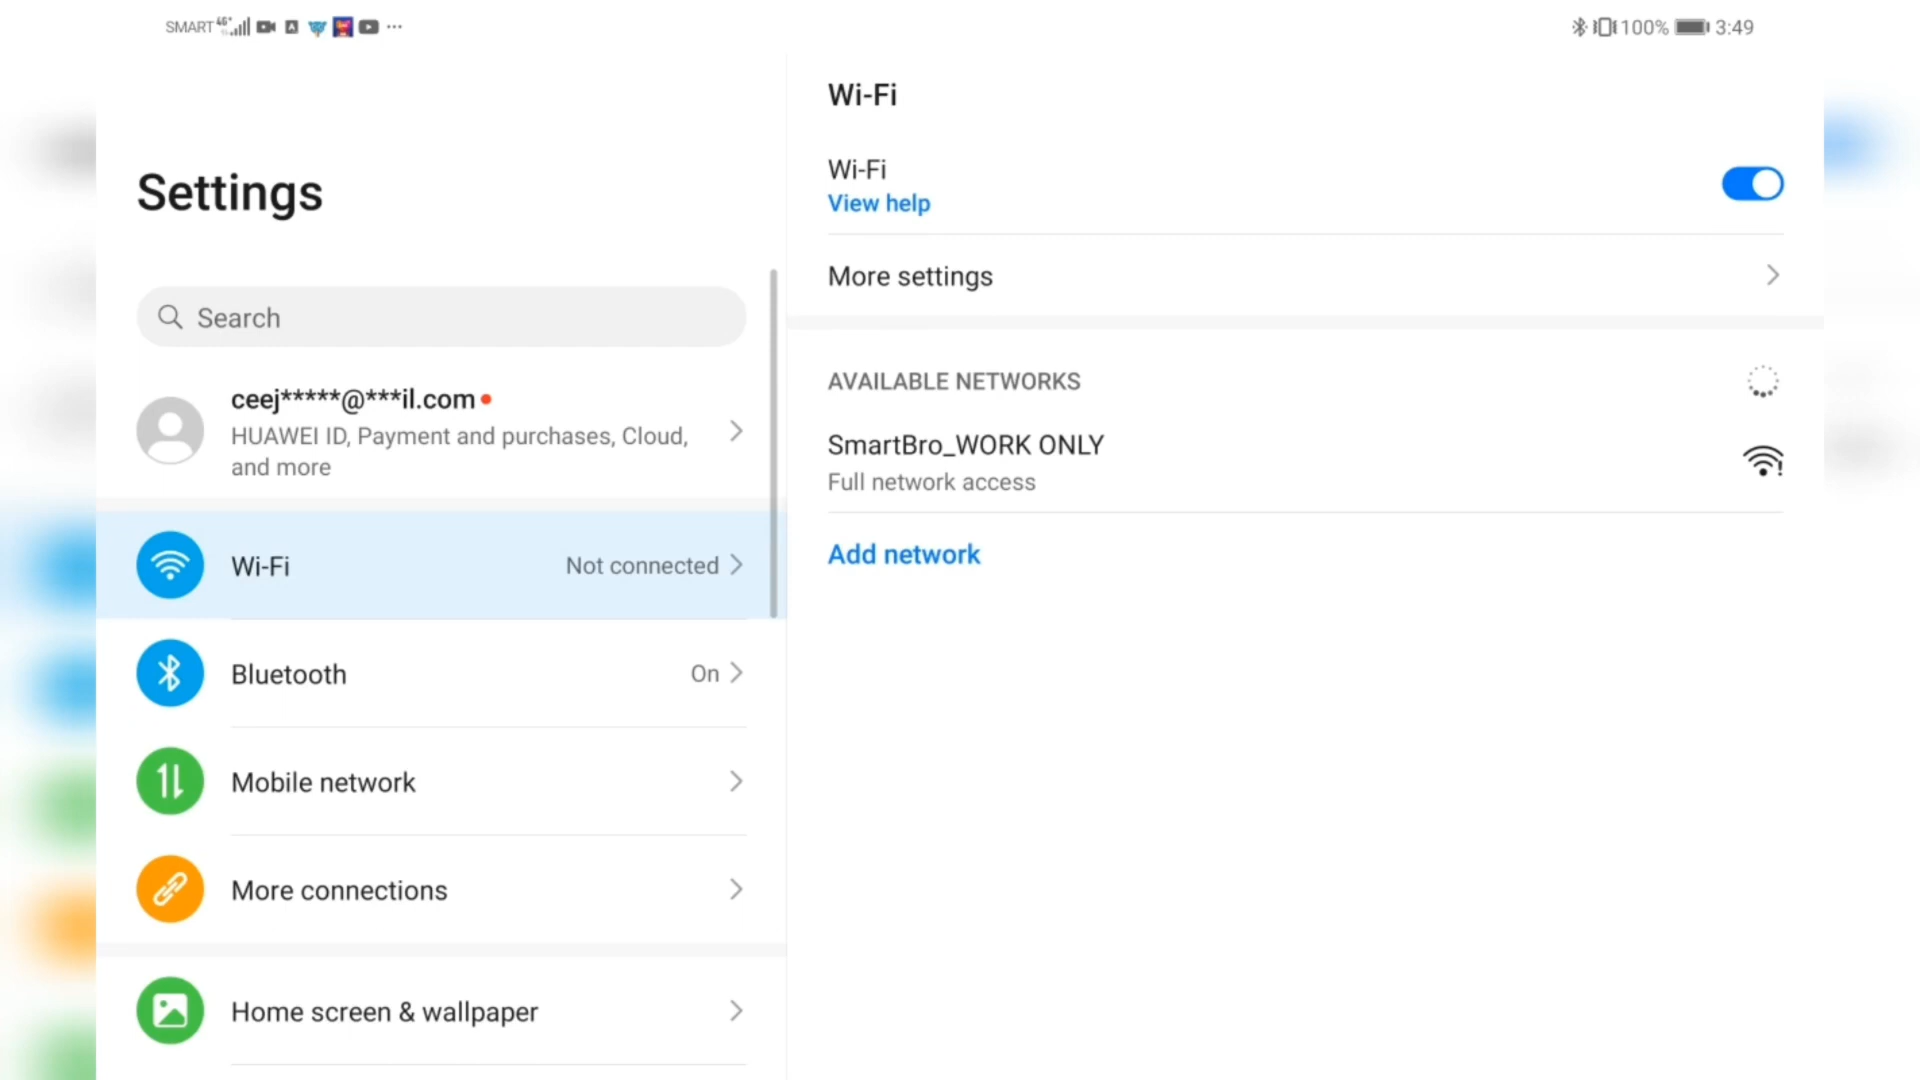 SMART 4G+ A ...
100% 3:49
Settings
Search
ceej*****@***il.com
HUAWEI ID, Payment and purchases, Cloud,
and more
Wi-Fi Not connected
Bluetooth On
Mobile network
More connections
Home screen & wallpaper
Wi-Fi
Wi-Fi
View help
More settings
AVAILABLE NETWORKS
SmartBro_WORK ONLY
Full network access
Add network